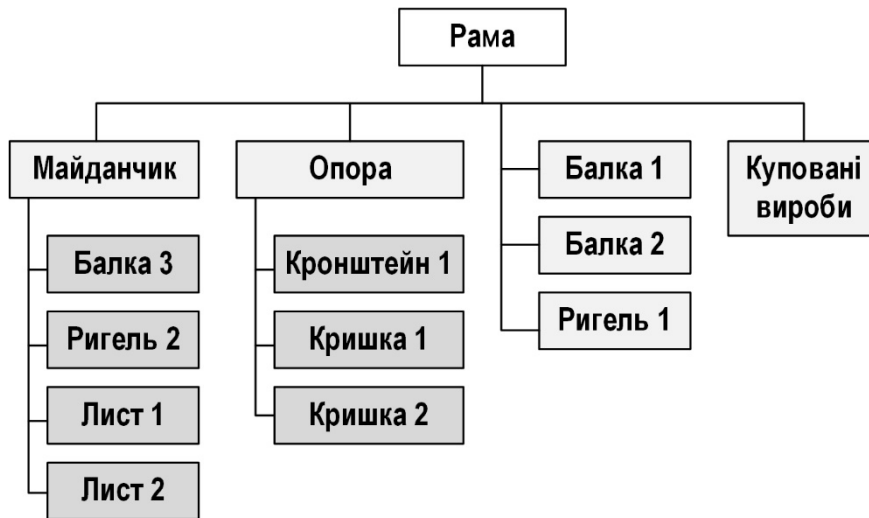 Рама
Майданчик
Балка 3
Ригель 2
Лист 1
Лист 2
Опора
Кронштейн 1
Кришка 1
Кришка 2
Балка 1
Балка 2
Ригель 1
Куповані
вироби